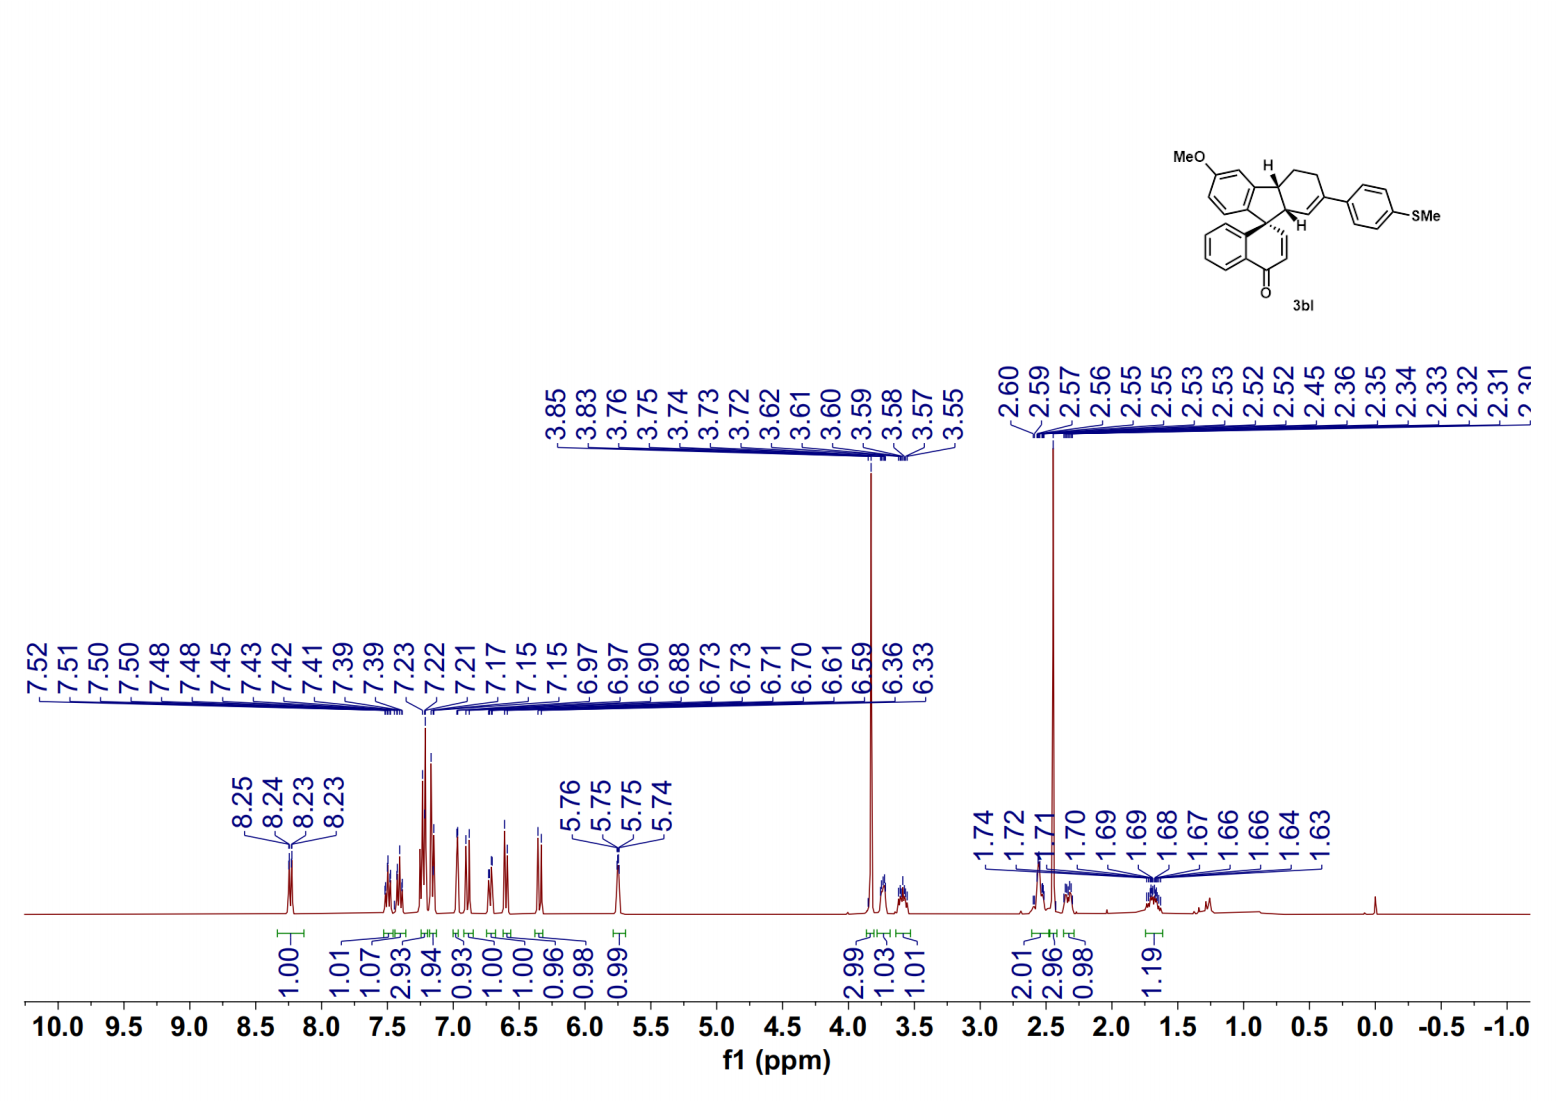 MeO
H
SMe
H
O
3bl
3.85 3.83 3.76 3.75 3.74 3.73 3.72 3.62 3.61 3.60 3.59 3.58 3.57 3.55
2.60 2.59 2.57 2.56 2.55 2.55 2.53 2.53 2.52 2.52 2.45 2.36 2.35 2.34 2.33 2.32 2.31 2.30
7.52 7.51 7.50 7.50 7.48 7.48 7.45 7.43 7.42 7.41 7.39 7.39 7.23 7.22 7.21 7.17 7.15 7.15 6.97 6.97 6.90 6.88 6.73 6.73 6.71 6.70 6.61 6.59 6.36 6.33
8.25 8.24 8.23 8.23
5.76 5.75 5.75 5.74
1.74 1.72 1.71 1.70 1.69 1.69 1.68 1.67 1.66 1.66 1.64 1.63
1.00 1.01 1.07 2.93 1.94 0.93 1.00 1.00 0.96 0.98 0.99 2.99 1.03 1.01 2.01 2.96 0.98 1.19
10.0 9.5 9.0 8.5 8.0 7.5 7.0 6.5 6.0 5.5 5.0 4.5 4.0 3.5 3.0 2.5 2.0 1.5 1.0 0.5 0.0 -0.5 -1.0
f1 (ppm)